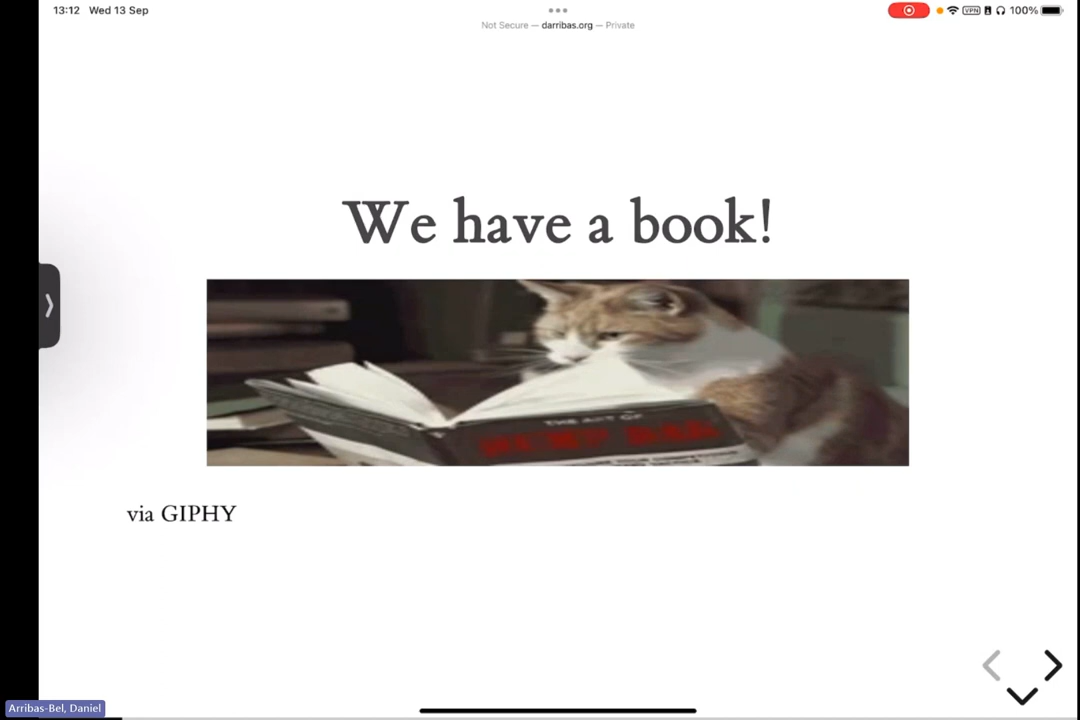 13:12 Wed 13 Sep
Not Secure — darribas.org — Private
VPN
100%
We have a book!
THE ART OF
via GIPHY
Arribas-Bel, Daniel